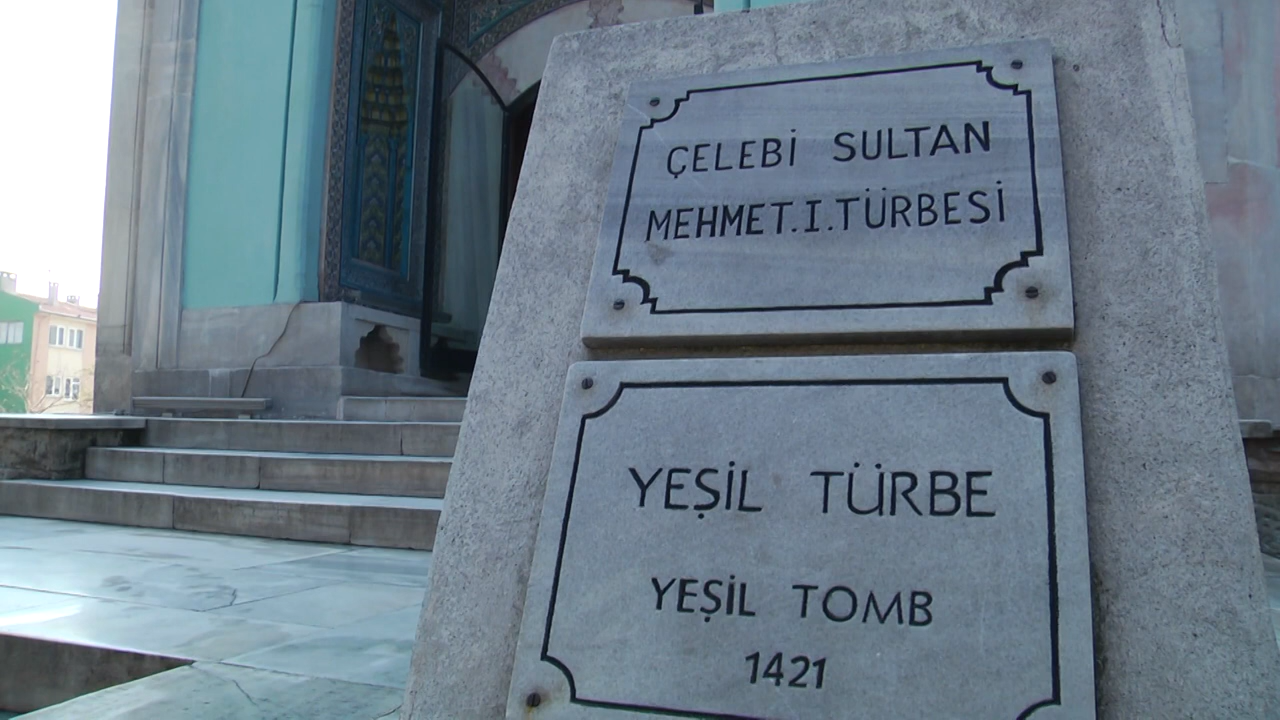 ÇELEBİ SULTAN
MEHMET.I.TÜRBESİ
YEŞİL TÜRBE
YEŞİL TOMB
1421